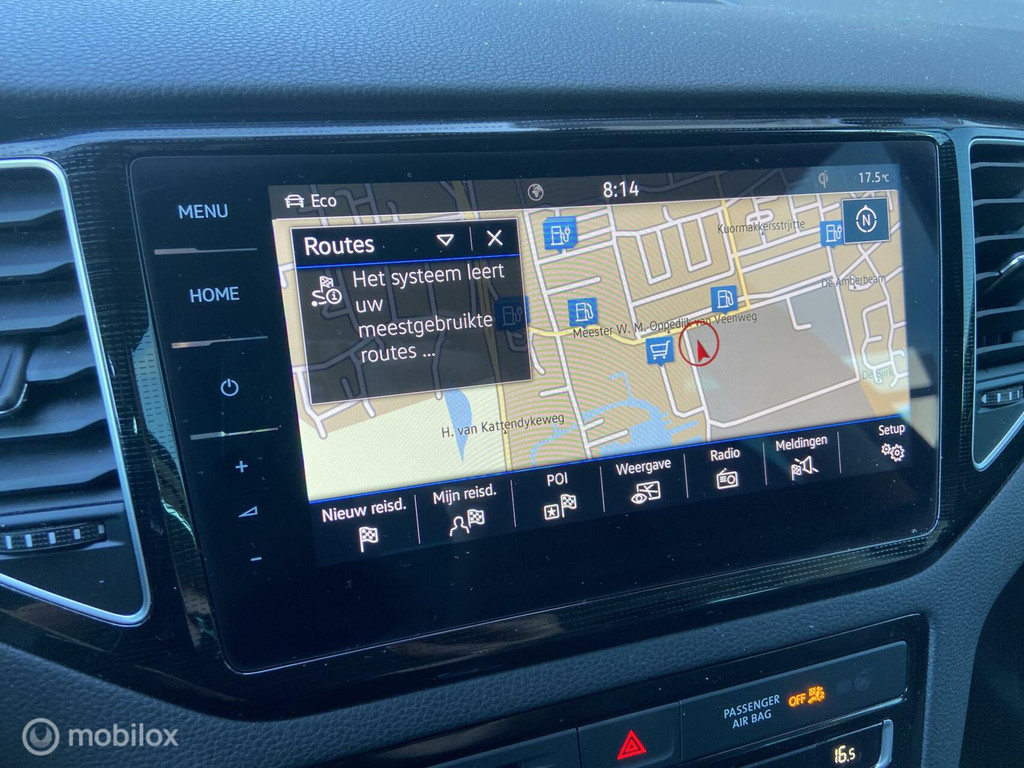 MENU
HOME
+
-
Eco
8:14
17.5°C
Routes
Het systeem leert
uw
meestgebruikte
routes ...
N
Kuormakkersstrjitte
De Amberbeam
Meester W. M. Oppedijk van Veenweg
De Bjirk
H. van Kattendykeweg
Nieuw reisd.
Mijn reisd.
POI
Weergave
Radio
Meldingen
Setup
PASSENGER
AIR BAG
OFF
16.5
mobilox